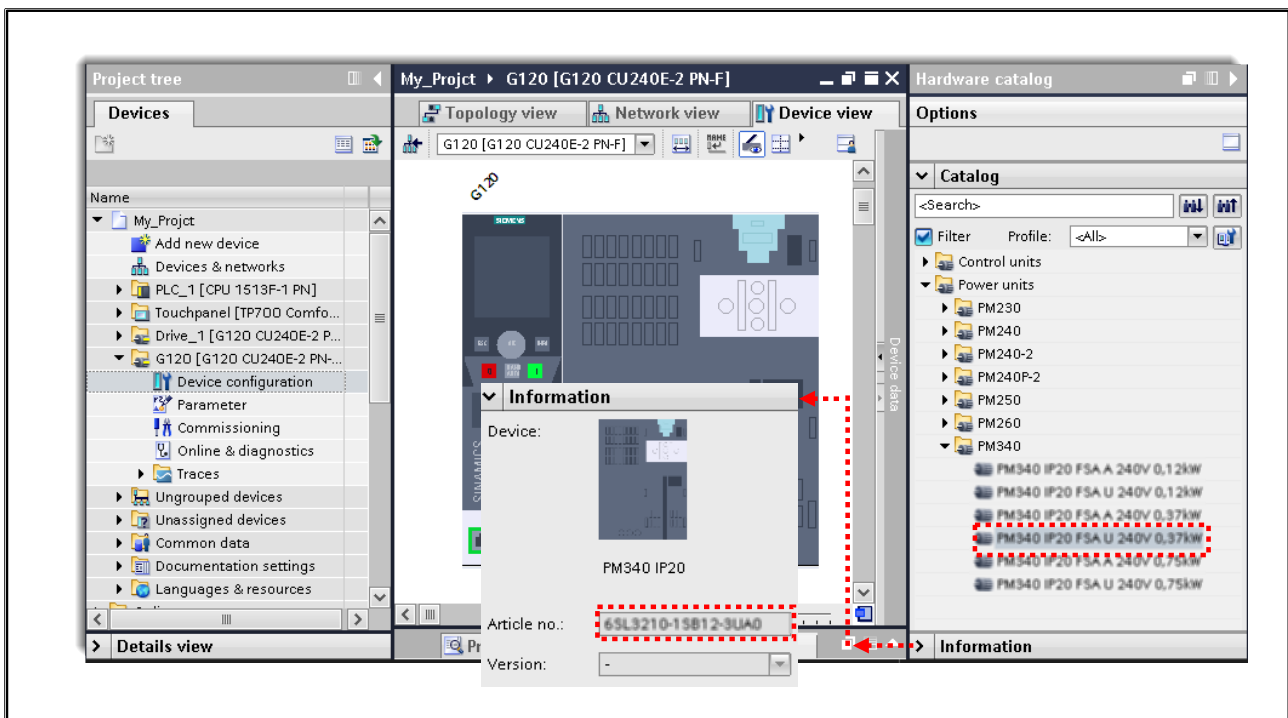 Project tree
Devices
Name
My_Projct
Add new device
Devices & networks
PLC_1 [CPU 1513F-1 PN]
Touchpanel [TP700 Comfo...
Drive_1 [G120 CU240E-2 P...
G120 [G120 CU240E-2 PN-...
Device configuration
Parameter
Commissioning
Online & diagnostics
Traces
Ungrouped devices
Unassigned devices
Common data
Documentation settings
Languages & resources
Details view
My_Projct G120 [G120 CU240E-2 PN-F]
Topology view Network view Device view
G120 [G120 CU240E-2 PN-F]
G120
SIEMENS
Device data
Information
Device:
PM340 IP20
Article no.: 6SL3210-1SB12-3UA0
Version: -
Hardware catalog
Options
Catalog
<Search>
Filter Profile: <All>
Control units
Power units
PM230
PM240
PM240-2
PM240P-2
PM250
PM260
PM340
PM340 IP20 FSA A 240V 0,12kW
PM340 IP20 FSA U 240V 0,12kW
PM340 IP20 FSA A 240V 0,37kW
PM340 IP20 FSA U 240V 0,37kW
PM340 IP20 FSA A 240V 0,75kW
PM340 IP20 FSA U 240V 0,75kW
Information